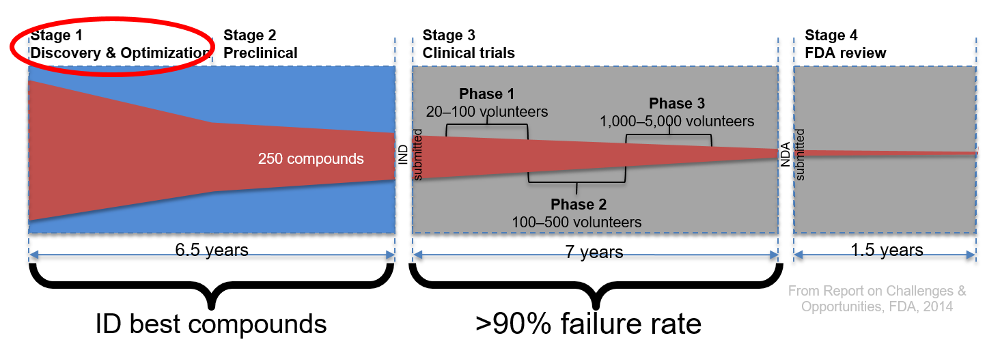 Stage 1
Discovery & Optimization
Stage 2
Preclinical
Stage 3
Clinical trials
Stage 4
FDA review
Phase 1
20–100 volunteers
Phase 3
1,000–5,000 volunteers
250 compounds
IND
submitted
NDA
submitted
Phase 2
100–500 volunteers
6.5 years
7 years
1.5 years
From Report on Challenges &
Opportunities, FDA, 2014
ID best compounds
>90% failure rate